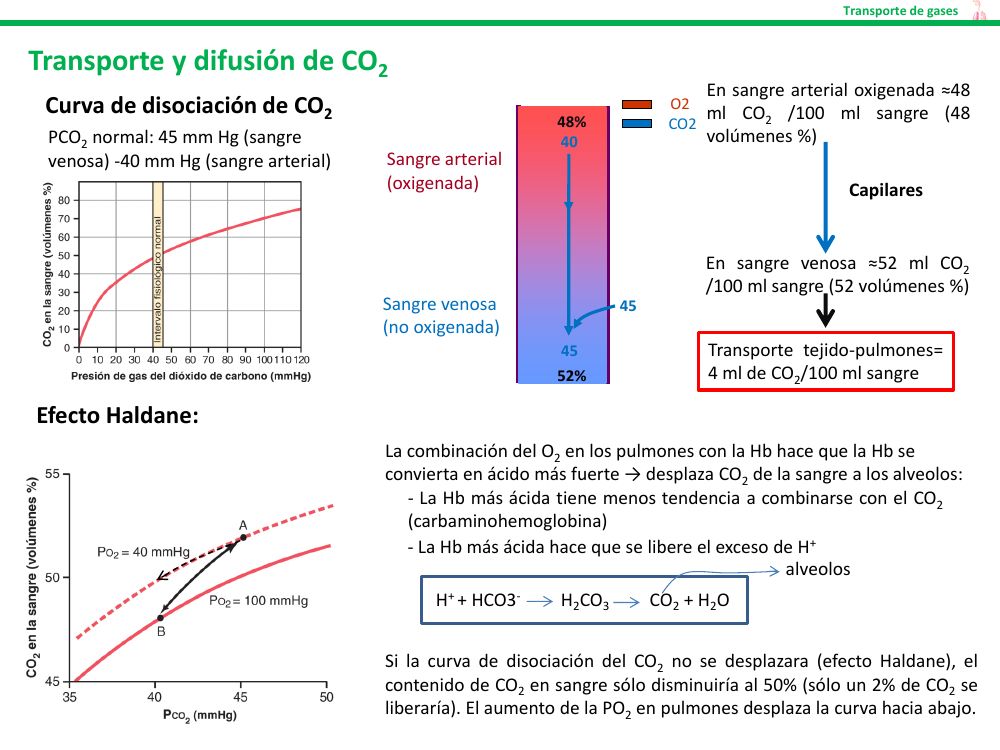 Transporte de gases
Transporte y difusión de CO2
Curva de disociación de CO2
PCO2 normal: 45 mm Hg (sangre
venosa) -40 mm Hg (sangre arterial)
CO2 en la sangre (volúmenes %)
80
70
60
50
40
30
20
10
0
Intervalo fisiológico normal
0 10 20 30 40 50 60 70 80 90 100 110 120
Presión de gas del dióxido de carbono (mmHg)
48%
40
O2
CO2
Sangre arterial
(oxigenada)
Sangre venosa
(no oxigenada)
45
45
52%
En sangre arterial oxigenada ≈48
ml CO2 /100 ml sangre (48
volúmenes %)
Capilares
En sangre venosa ≈52 ml CO2
/100 ml sangre (52 volúmenes %)
Transporte tejido-pulmones=
4 ml de CO2/100 ml sangre
Efecto Haldane:
CO2 en la sangre (volúmenes %)
55
50
45
A
PO2 = 40 mmHg
PO2 = 100 mmHg
B
35 40 45 50
PCO2 (mmHg)
La combinación del O2 en los pulmones con la Hb hace que la Hb se
convierta en ácido más fuerte → desplaza CO2 de la sangre a los alveolos:
- La Hb más ácida tiene menos tendencia a combinarse con el CO2
(carbaminohemoglobina)
- La Hb más ácida hace que se libere el exceso de H+
alveolos
H+ + HCO3- → H2CO3 → CO2 + H2O
Si la curva de disociación del CO2 no se desplazara (efecto Haldane), el
contenido de CO2 en sangre sólo disminuiría al 50% (sólo un 2% de CO2 se
liberaría). El aumento de la PO2 en pulmones desplaza la curva hacia abajo.